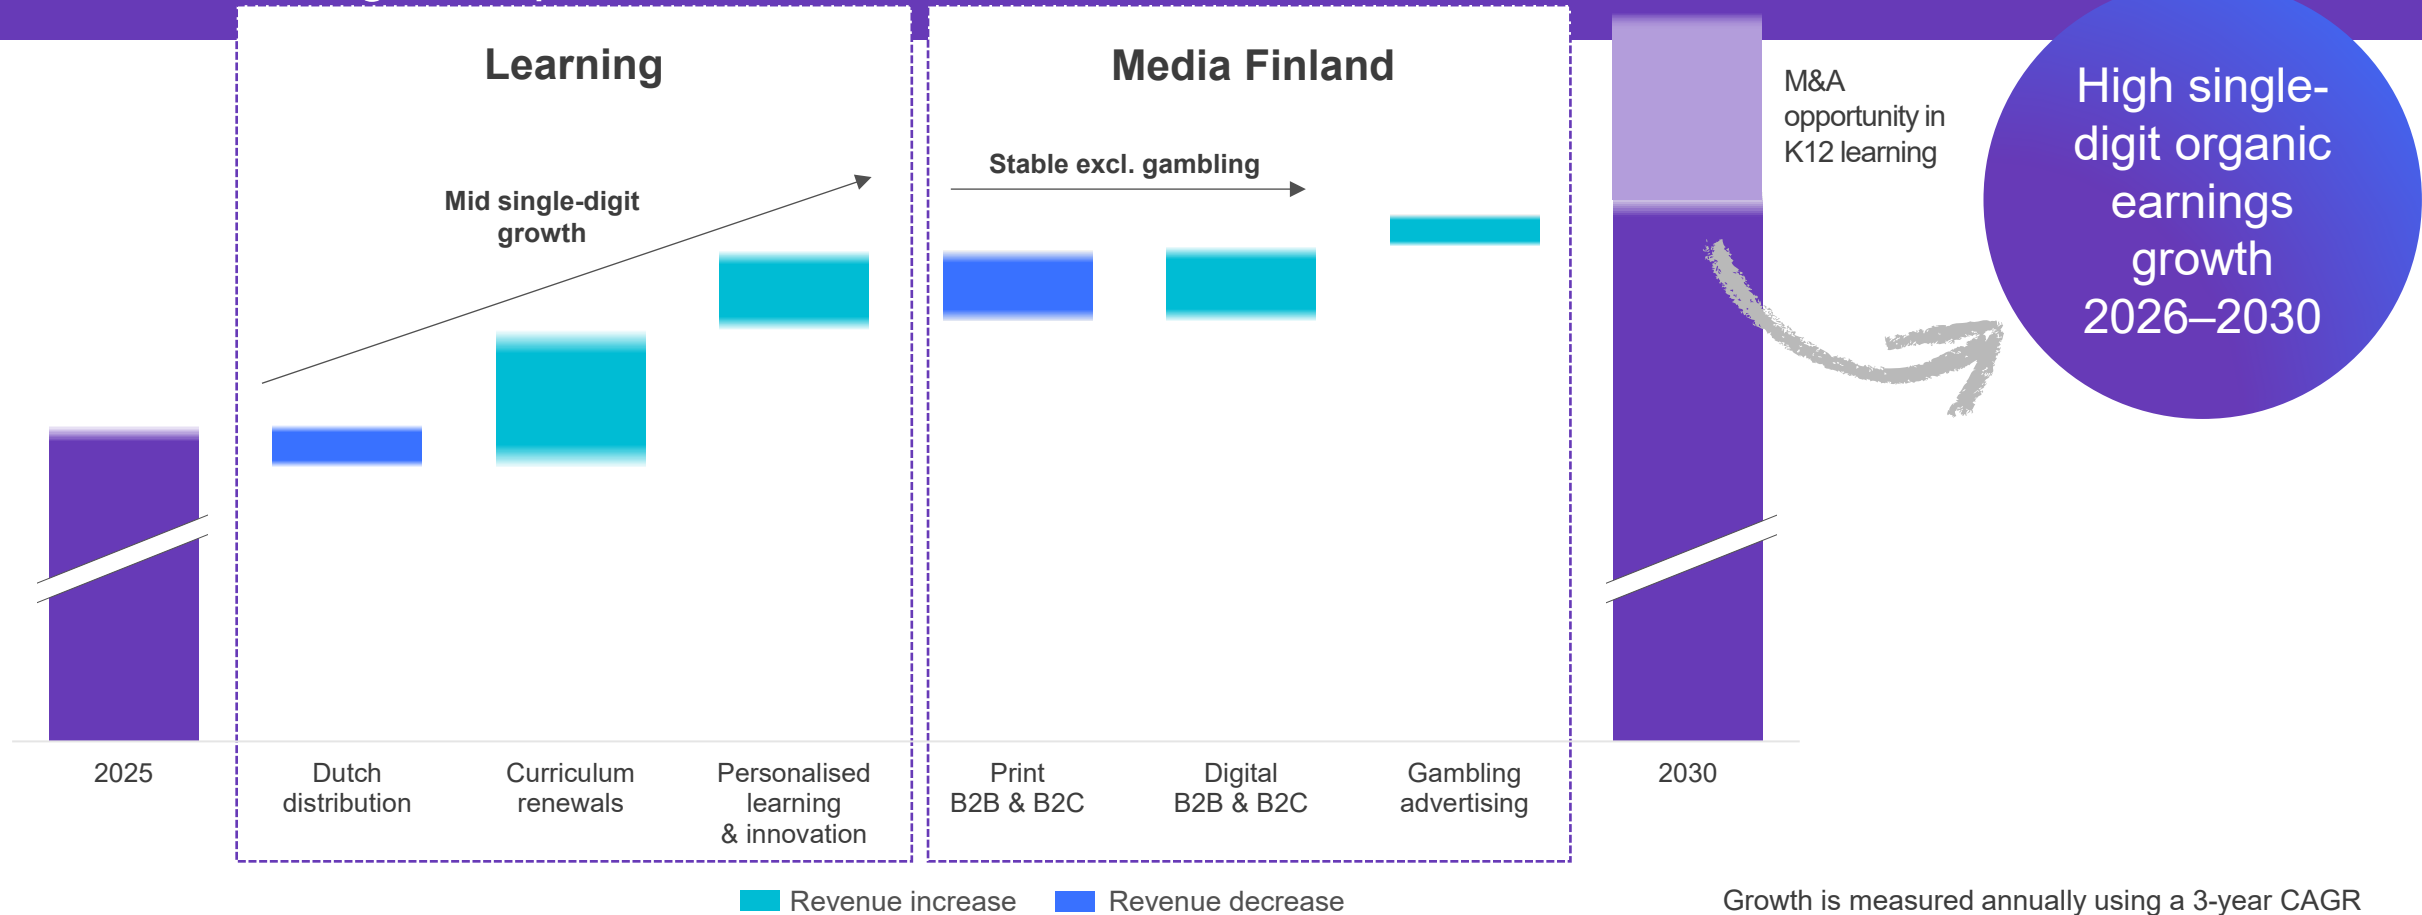 Learning
Mid single-digit
growth
Media Finland
Stable excl. gambling
M&A
opportunity in
K12 learning
High single-
digit organic
earnings
growth
2026–2030
2025
Dutch
distribution
Curriculum
renewals
Personalised
learning
& innovation
Print
B2B & B2C
Digital
B2B & B2C
Gambling
advertising
2030
Revenue increase
Revenue decrease
Growth is measured annually using a 3-year CAGR